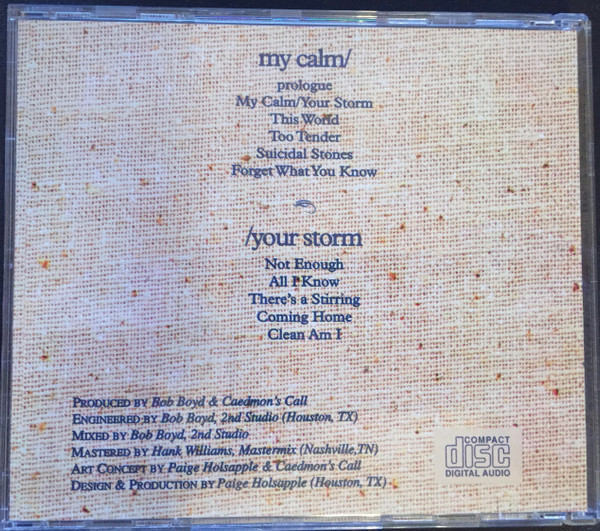 my calm/
prologue
My Calm/Your Storm
This World
Too Tender
Suicidal Stones
Forget What You Know
/your storm
Not Enough
All I Know
There's a Stirring
Coming Home
Clean Am I
PRODUCED BY Bob Boyd & Caedmon's Call
ENGINEERED BY Bob Boyd, 2nd Studio (Houston, TX)
MIXED BY Bob Boyd, 2nd Studio
MASTERED BY Hank Williams, Mastermix (Nashville,TN)
ART CONCEPT BY Paige Holsapple & Caedmon's Call
DESIGN & PRODUCTION BY Paige Holsapple (Houston, TX)
COMPACT
disc
DIGITAL AUDIO